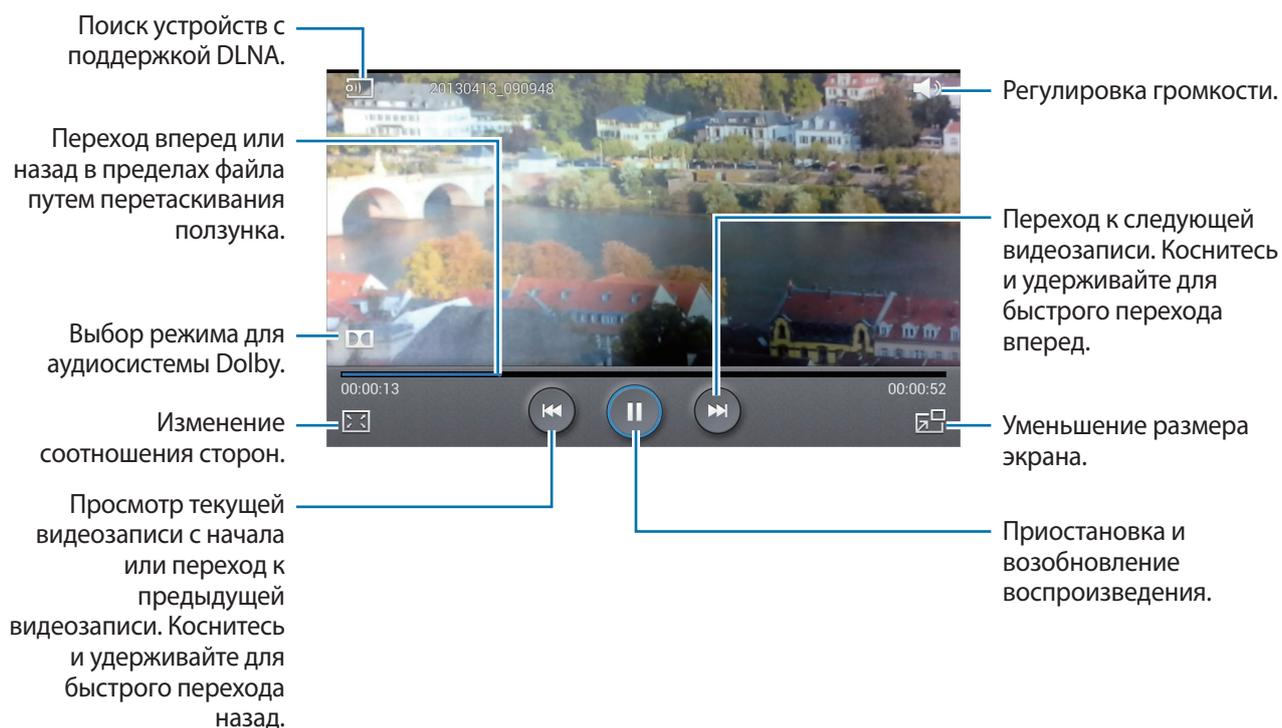 Поиск устройств с
поддержкой DLNA.
Переход вперед или
назад в пределах файла
путем перетаскивания
ползунка.
Выбор режима для
аудиосистемы Dolby.
Изменение
соотношения сторон.
Просмотр текущей
видеозаписи с начала
или переход к
предыдущей
видеозаписи. Коснитесь
и удерживайте для
быстрого перехода
назад.
20130413_090948
00:00:13
00:00:52
Регулировка громкости.
Переход к следующей
видеозаписи. Коснитесь
и удерживайте для
быстрого перехода
вперед.
Уменьшение размера
экрана.
Приостановка и
возобновление
воспроизведения.